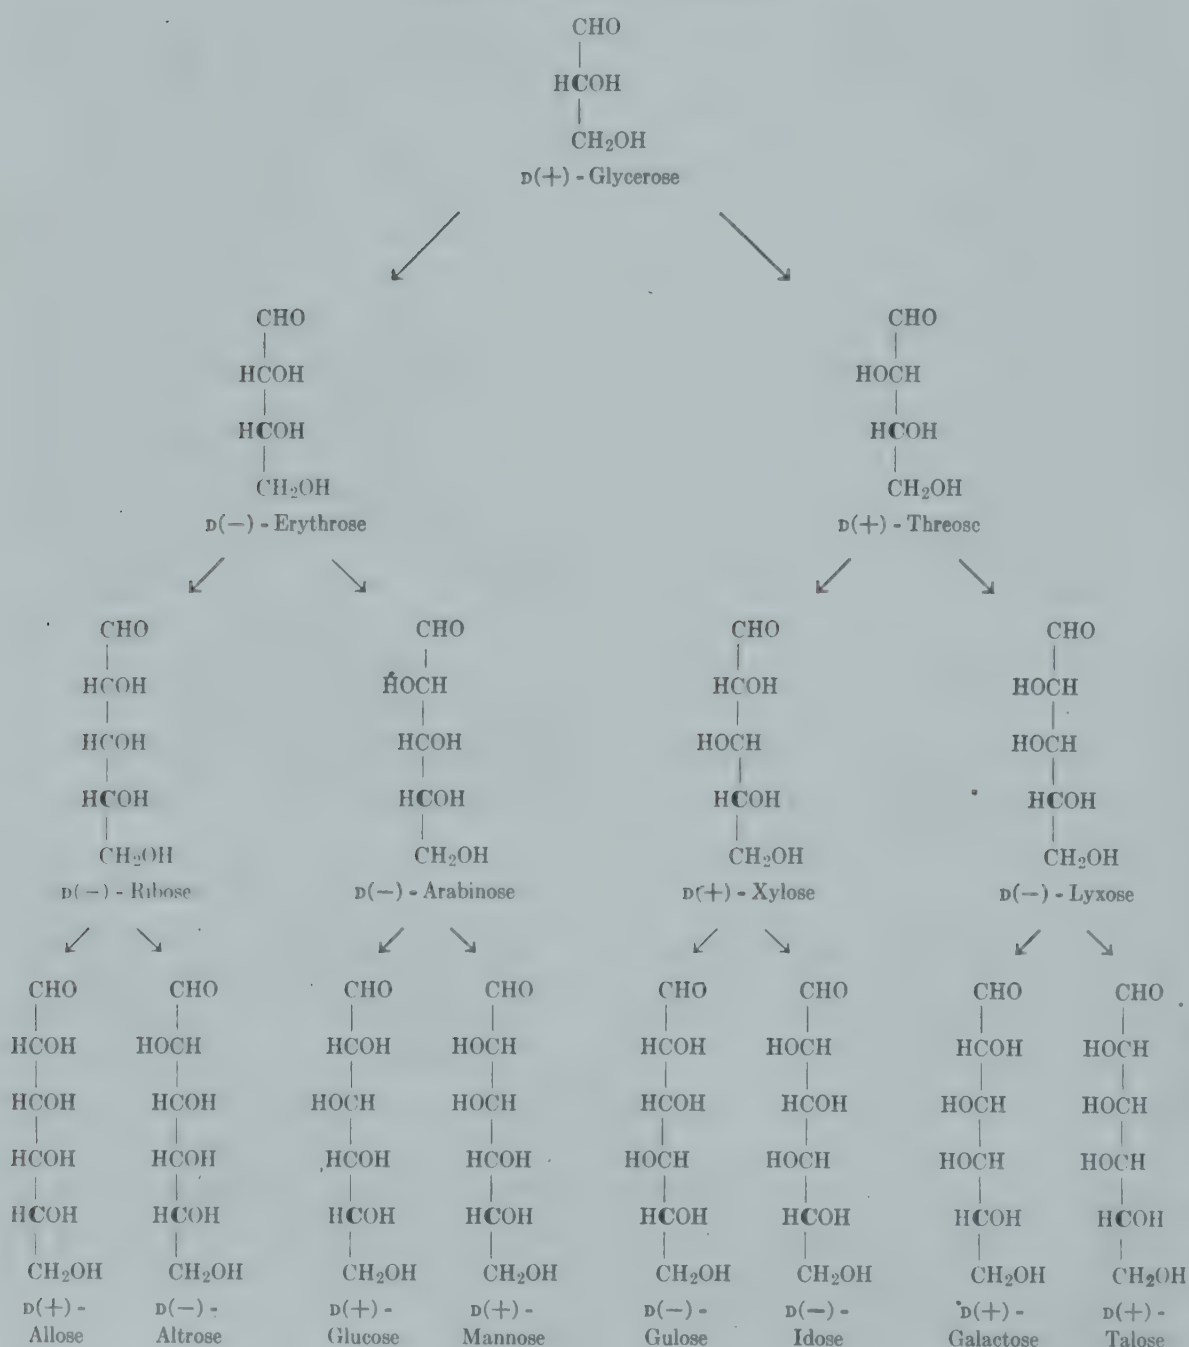 CHO
HCOH
CH₂OH
D(+) - Glycerose
CHO CHO
HCOH HOCH
HCOH HCOH
CH₂OH CH₂OH
D(−) - Erythrose D(+) - Threose
CHO CHO CHO CHO
HCOH HOCH HCOH HOCH
HCOH HCOH HOCH HOCH
HCOH HCOH HCOH HCOH
CH₂OH CH₂OH CH₂OH CH₂OH
D(−) - Ribose D(−) - Arabinose D(+) - Xylose D(−) - Lyxose
CHO CHO CHO CHO CHO CHO CHO CHO
HCOH HOCH HCOH HOCH HCOH HOCH HCOH HOCH
HCOH HCOH HOCH HOCH HCOH HCOH HOCH HOCH
HCOH HCOH HCOH HCOH HOCH HOCH HOCH HOCH
HCOH HCOH HCOH HCOH HCOH HCOH HCOH HCOH
CH₂OH CH₂OH CH₂OH CH₂OH CH₂OH CH₂OH CH₂OH CH₂OH
D(+) - D(−) - D(+) - D(+) - D(−) - D(−) - D(+) - D(+) -
Allose Altrose Glucose Mannose Gulose Idose Galactose Talose